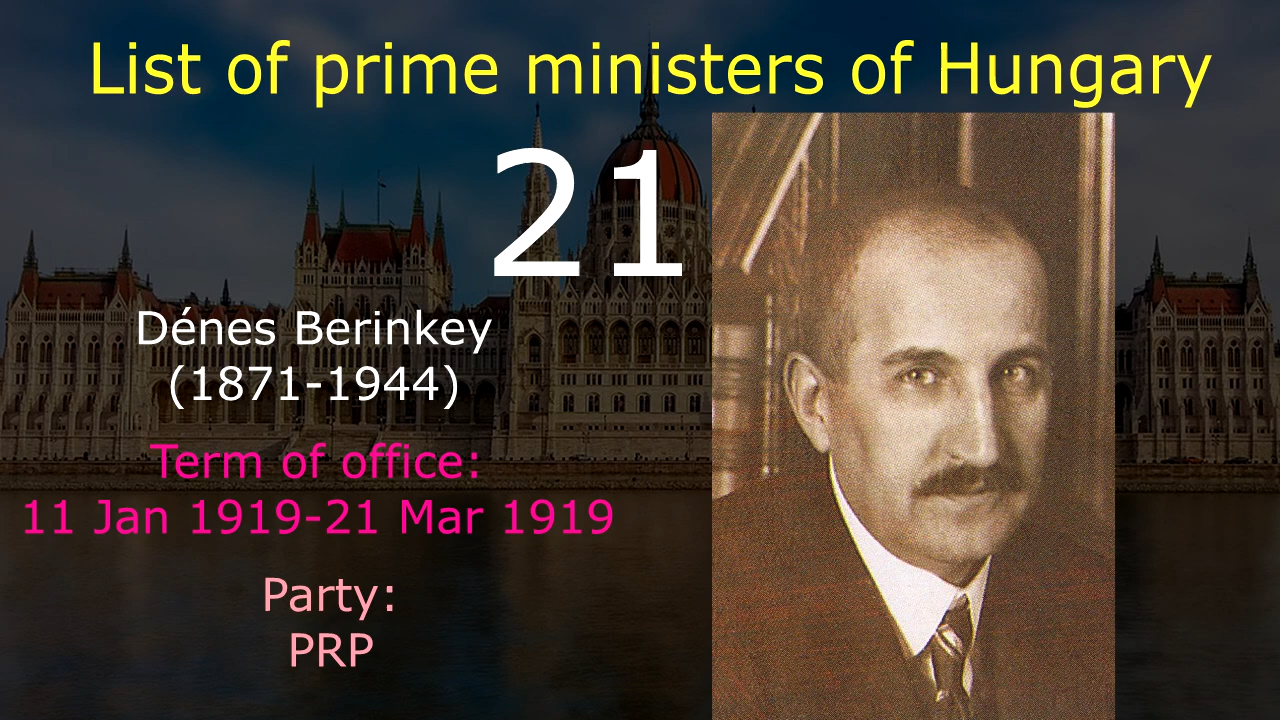 List of prime ministers of Hungary
21
Dénes Berinkey
(1871-1944)
Term of office:
11 Jan 1919-21 Mar 1919
Party:
PRP